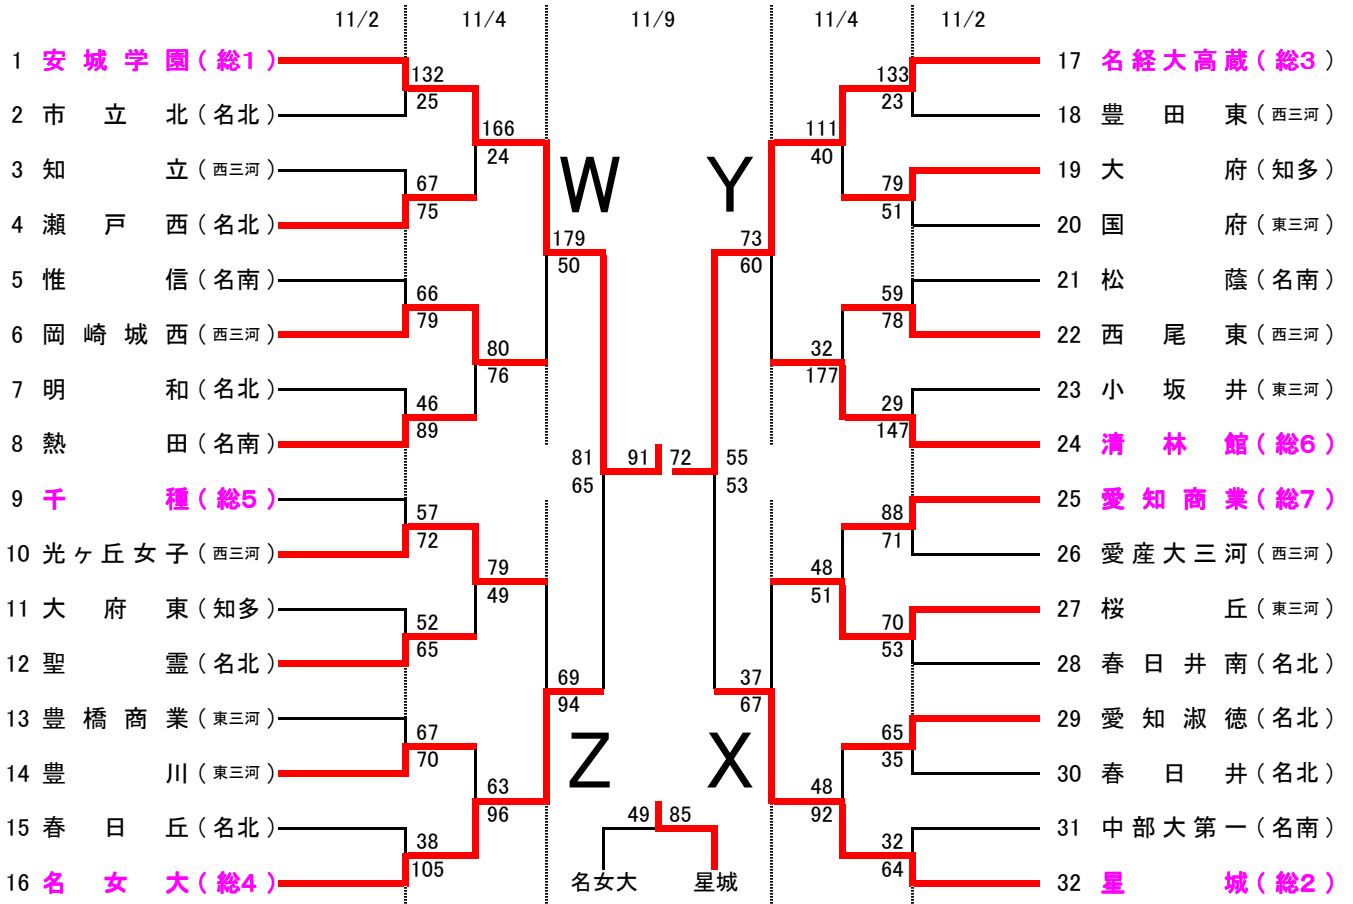 11/2 11/4 11/9 11/4 11/2
1 安城学園(総1) 17 名経大高蔵(総3)
132 133
25 23
2 市立北(名北) 18 豊田東(西三河)
166 111
24 40
3 知立(西三河) W Y 19 大府(知多)
67 79
75 51
4 瀬戸西(名北) 20 国府(東三河)
179 73
50 60
5 惟信(名南) 21 松蔭(名南)
66 59
79 78
6 岡崎城西(西三河) 22 西尾東(西三河)
80 32
76 177
7 明和(名北) 23 小坂井(東三河)
46 29
89 147
8 熱田(名南) 24 清林館(総6)
81 91 72 55
65 53
9 千種(総5) 25 愛知商業(総7)
57 88
72 71
10 光ヶ丘女子(西三河) 26 愛産大三河(西三河)
79 48
49 51
11 大府東(知多) 27 桜丘(東三河)
52 70
65 53
12 聖霊(名北) 28 春日井南(名北)
69 37
94 67
13 豊橋商業(東三河) 29 愛知淑徳(名北)
67 65
70 35
14 豊川(東三河) Z X 30 春日井(名北)
63 48
96 49 85 92
15 春日丘(名北) 31 中部大第一(名南)
38 32
105 64
16 名女大(総4) 名女大 星城 32 星城(総2)